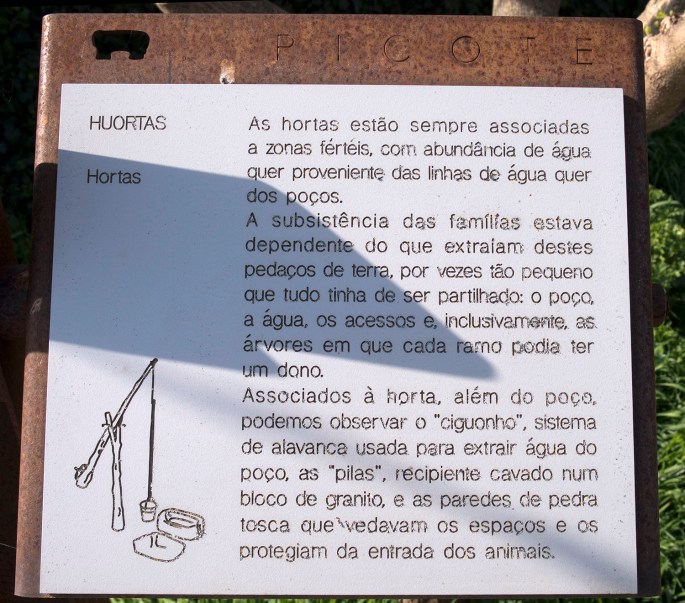 PICOTE
HUORTAS
Hortas
As hortas estão sempre associadas
a zonas férteis, com abundância de água
quer proveniente das linhas de água quer
dos poços.
A subsistência das famílias estava
dependente do que extraiam destes
pedaços de terra, por vezes tão pequeno
que tudo tinha de ser partilhado: o poço,
a água, os acessos e, inclusivamente, as
árvores em que cada ramo podia ter
um dono.
Associados à horta, além do poço,
podemos observar o "ciguonho", sistema
de alavanca usada para extrair água do
poço, as "pilas", recipiente cavado num
bloco de granito, e as paredes de pedra
tosca que vedavam os espaços e os
protegiam da entrada dos animais.